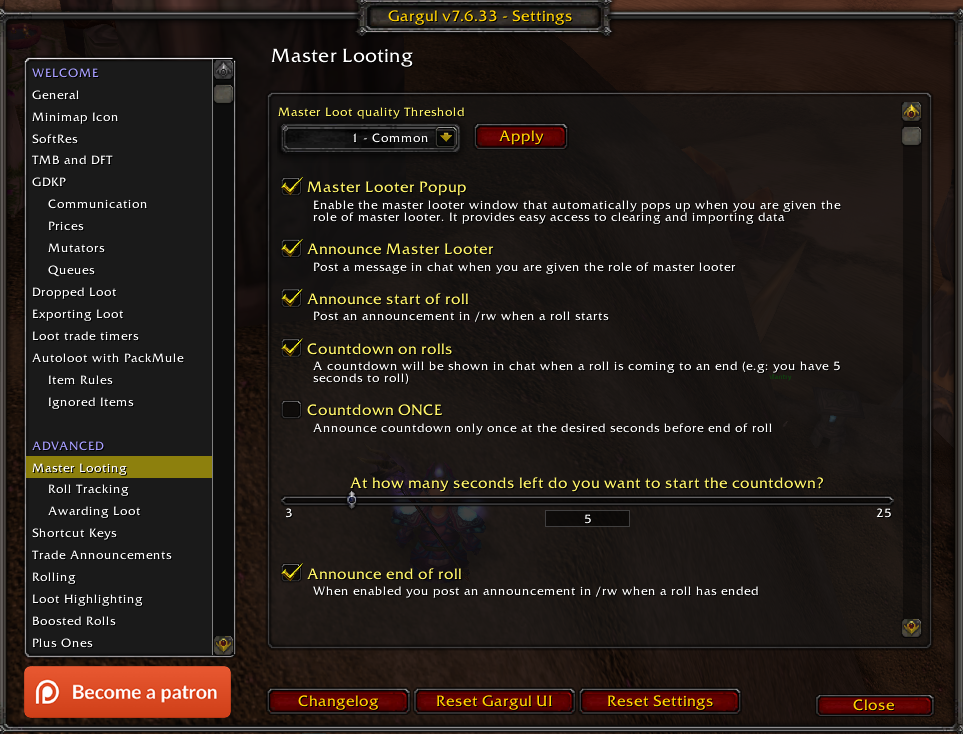 Gargul v7.6.33 - Settings
Master Looting
WELCOME
General
Minimap Icon
SoftRes
TMB and DFT
GDKP
Communication
Prices
Mutators
Queues
Dropped Loot
Exporting Loot
Loot trade timers
Autoloot with PackMule
Item Rules
Ignored Items
ADVANCED
Master Looting
Roll Tracking
Awarding Loot
Shortcut Keys
Trade Announcements
Rolling
Loot Highlighting
Boosted Rolls
Plus Ones
Become a patron
Master Loot quality Threshold
1 - Common
Apply
Master Looter Popup
Enable the master looter window that automatically pops up when you are given the
role of master looter. It provides easy access to clearing and importing data
Announce Master Looter
Post a message in chat when you are given the role of master looter
Announce start of roll
Post an announcement in /rw when a roll starts
Countdown on rolls
A countdown will be shown in chat when a roll is coming to an end (e.g: you have 5
seconds to roll)
Countdown ONCE
Announce countdown only once at the desired seconds before end of roll
At how many seconds left do you want to start the countdown?
3
25
5
Announce end of roll
When enabled you post an announcement in /rw when a roll has ended
Changelog
Reset Gargul UI
Reset Settings
Close